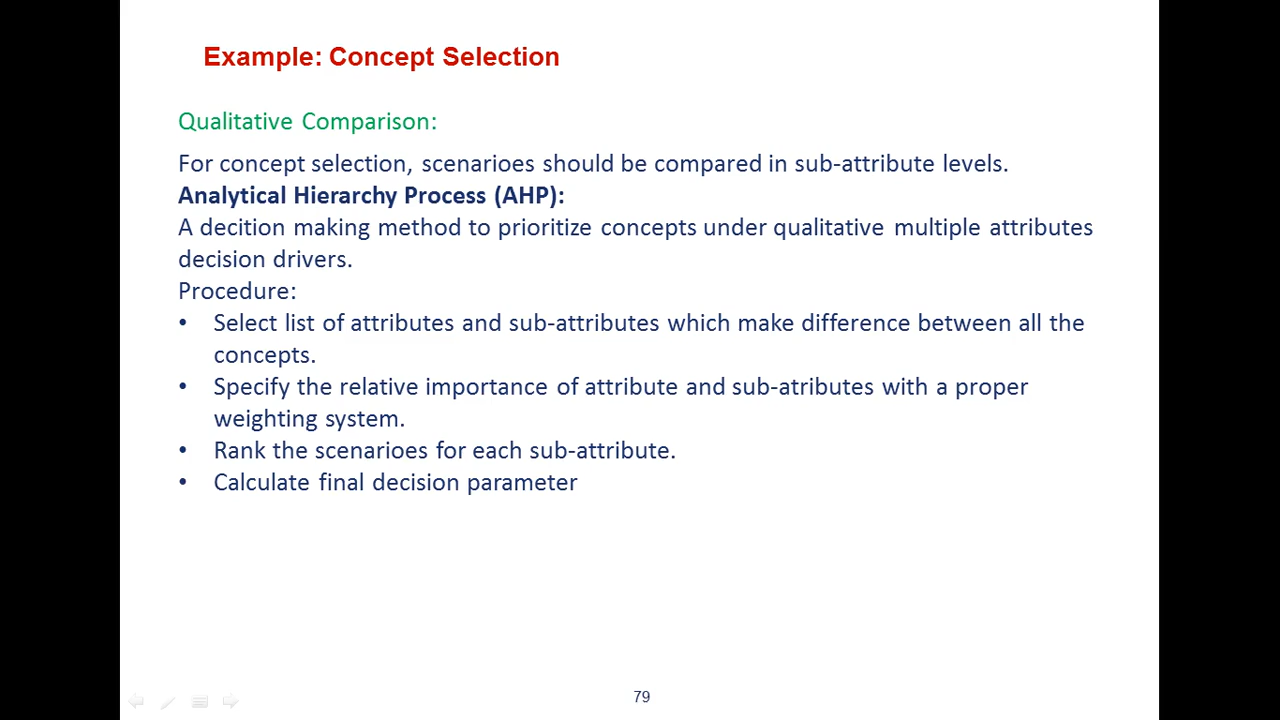 Example: Concept Selection
Qualitative Comparison:
For concept selection, scenarioes should be compared in sub-attribute levels.
Analytical Hierarchy Process (AHP):
A decition making method to prioritize concepts under qualitative multiple attributes
decision drivers.
Procedure:
• Select list of attributes and sub-attributes which make difference between all the
concepts.
• Specify the relative importance of attribute and sub-atributes with a proper
weighting system.
• Rank the scenarioes for each sub-attribute.
• Calculate final decision parameter
79